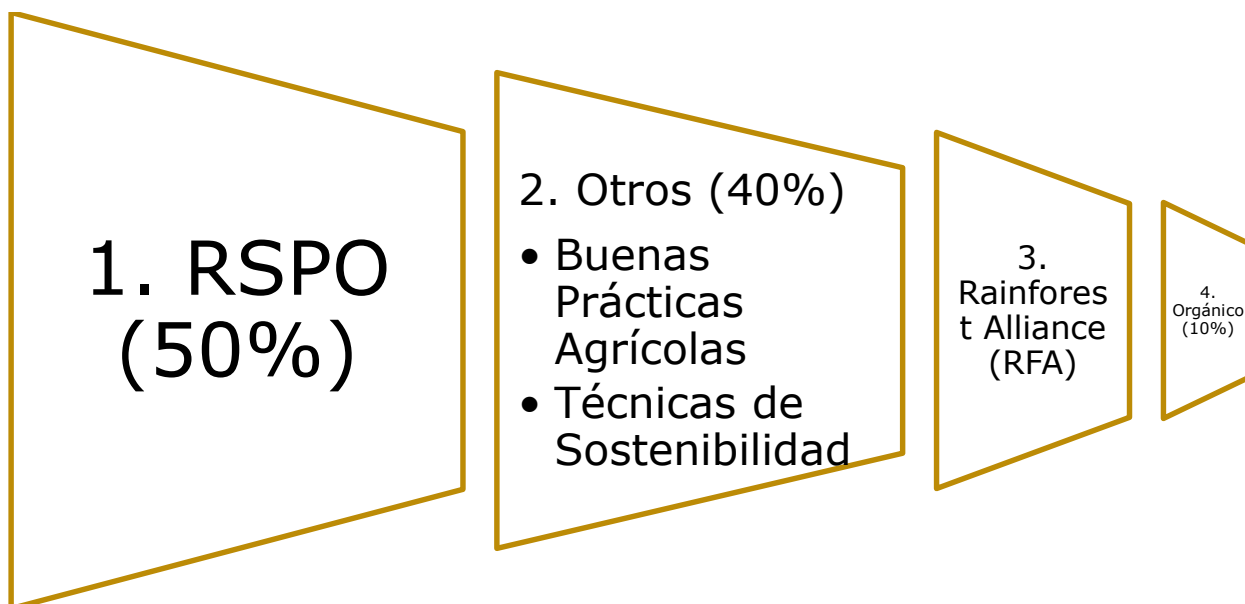 1. RSPO
(50%)
2. Otros (40%)
• Buenas
Prácticas
Agrícolas
• Técnicas de
Sostenibilidad
3.
Rainfores
t Alliance
(RFA)
4.
Orgánico
(10%)